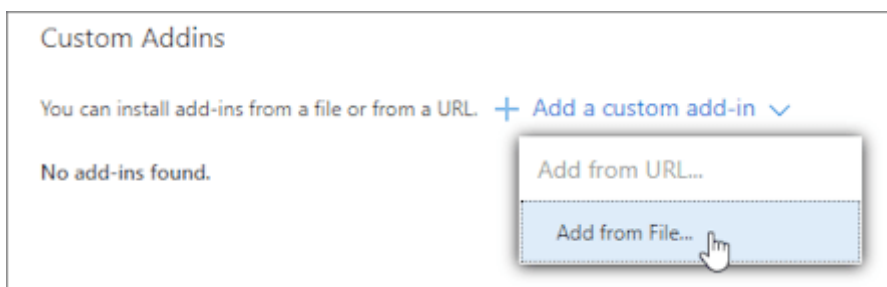 Custom Addins
You can install add-ins from a file or from a URL. + Add a custom add-in
No add-ins found.
Add from URL...
Add from File...